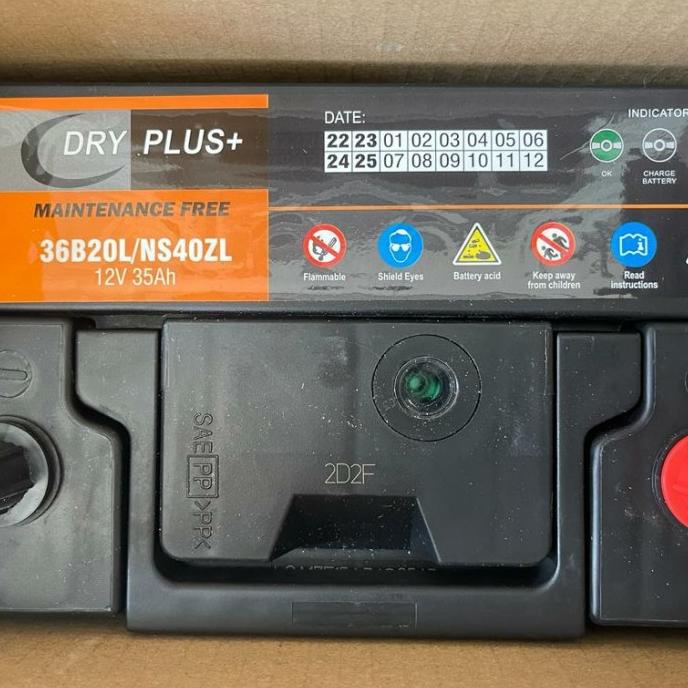 DRY PLUS+
MAINTENANCE FREE
36B20L/NS40ZL
12V 35Ah
DATE:
22 23 01 02 03 04 05 06
24 25 07 08 09 10 11 12
INDICATOR
OK
CHARGE
BATTERY
Flammable
Shield Eyes
Battery acid
Keep away
from children
Read
instructions
SAE PP >PP<
2D2F